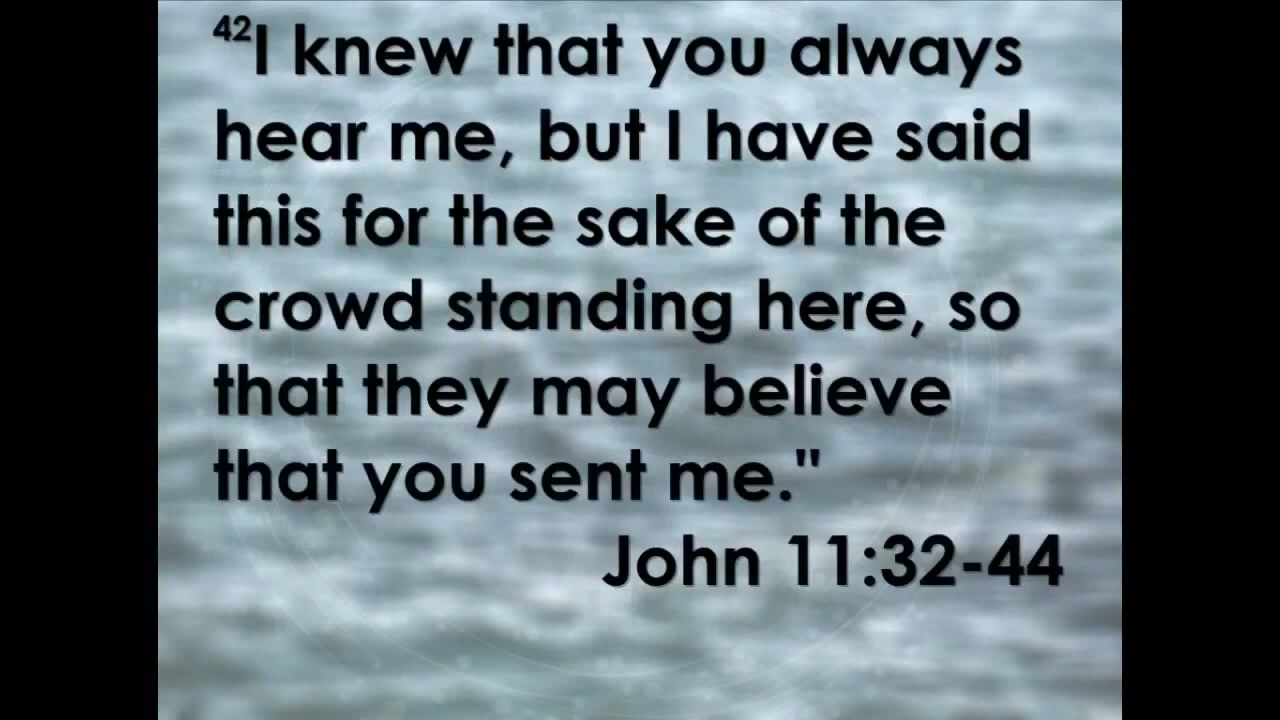 42I knew that you always
hear me, but I have said
this for the sake of the
crowd standing here, so
that they may believe
that you sent me."
John 11:32-44